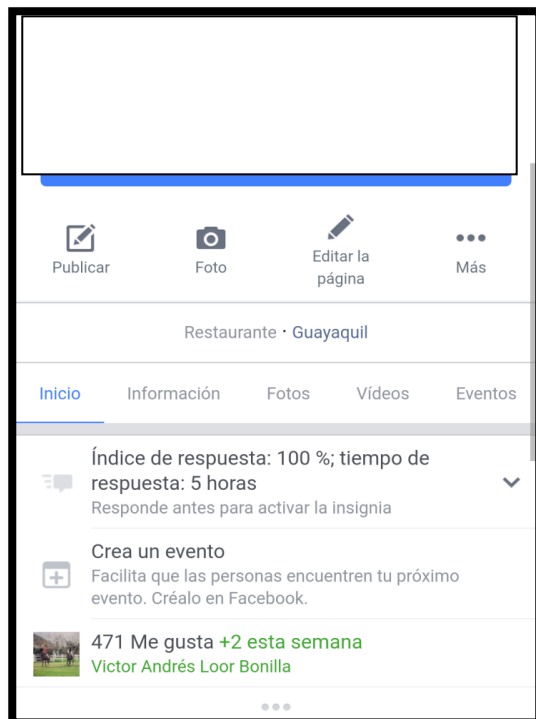 Publicar
Foto
Editar la
página
Más
Restaurante · Guayaquil
Inicio Información Fotos Vídeos Eventos
Índice de respuesta: 100 %; tiempo de
respuesta: 5 horas
Responde antes para activar la insignia
Crea un evento
Facilita que las personas encuentren tu próximo
evento. Créalo en Facebook.
471 Me gusta +2 esta semana
Victor Andrés Loor Bonilla